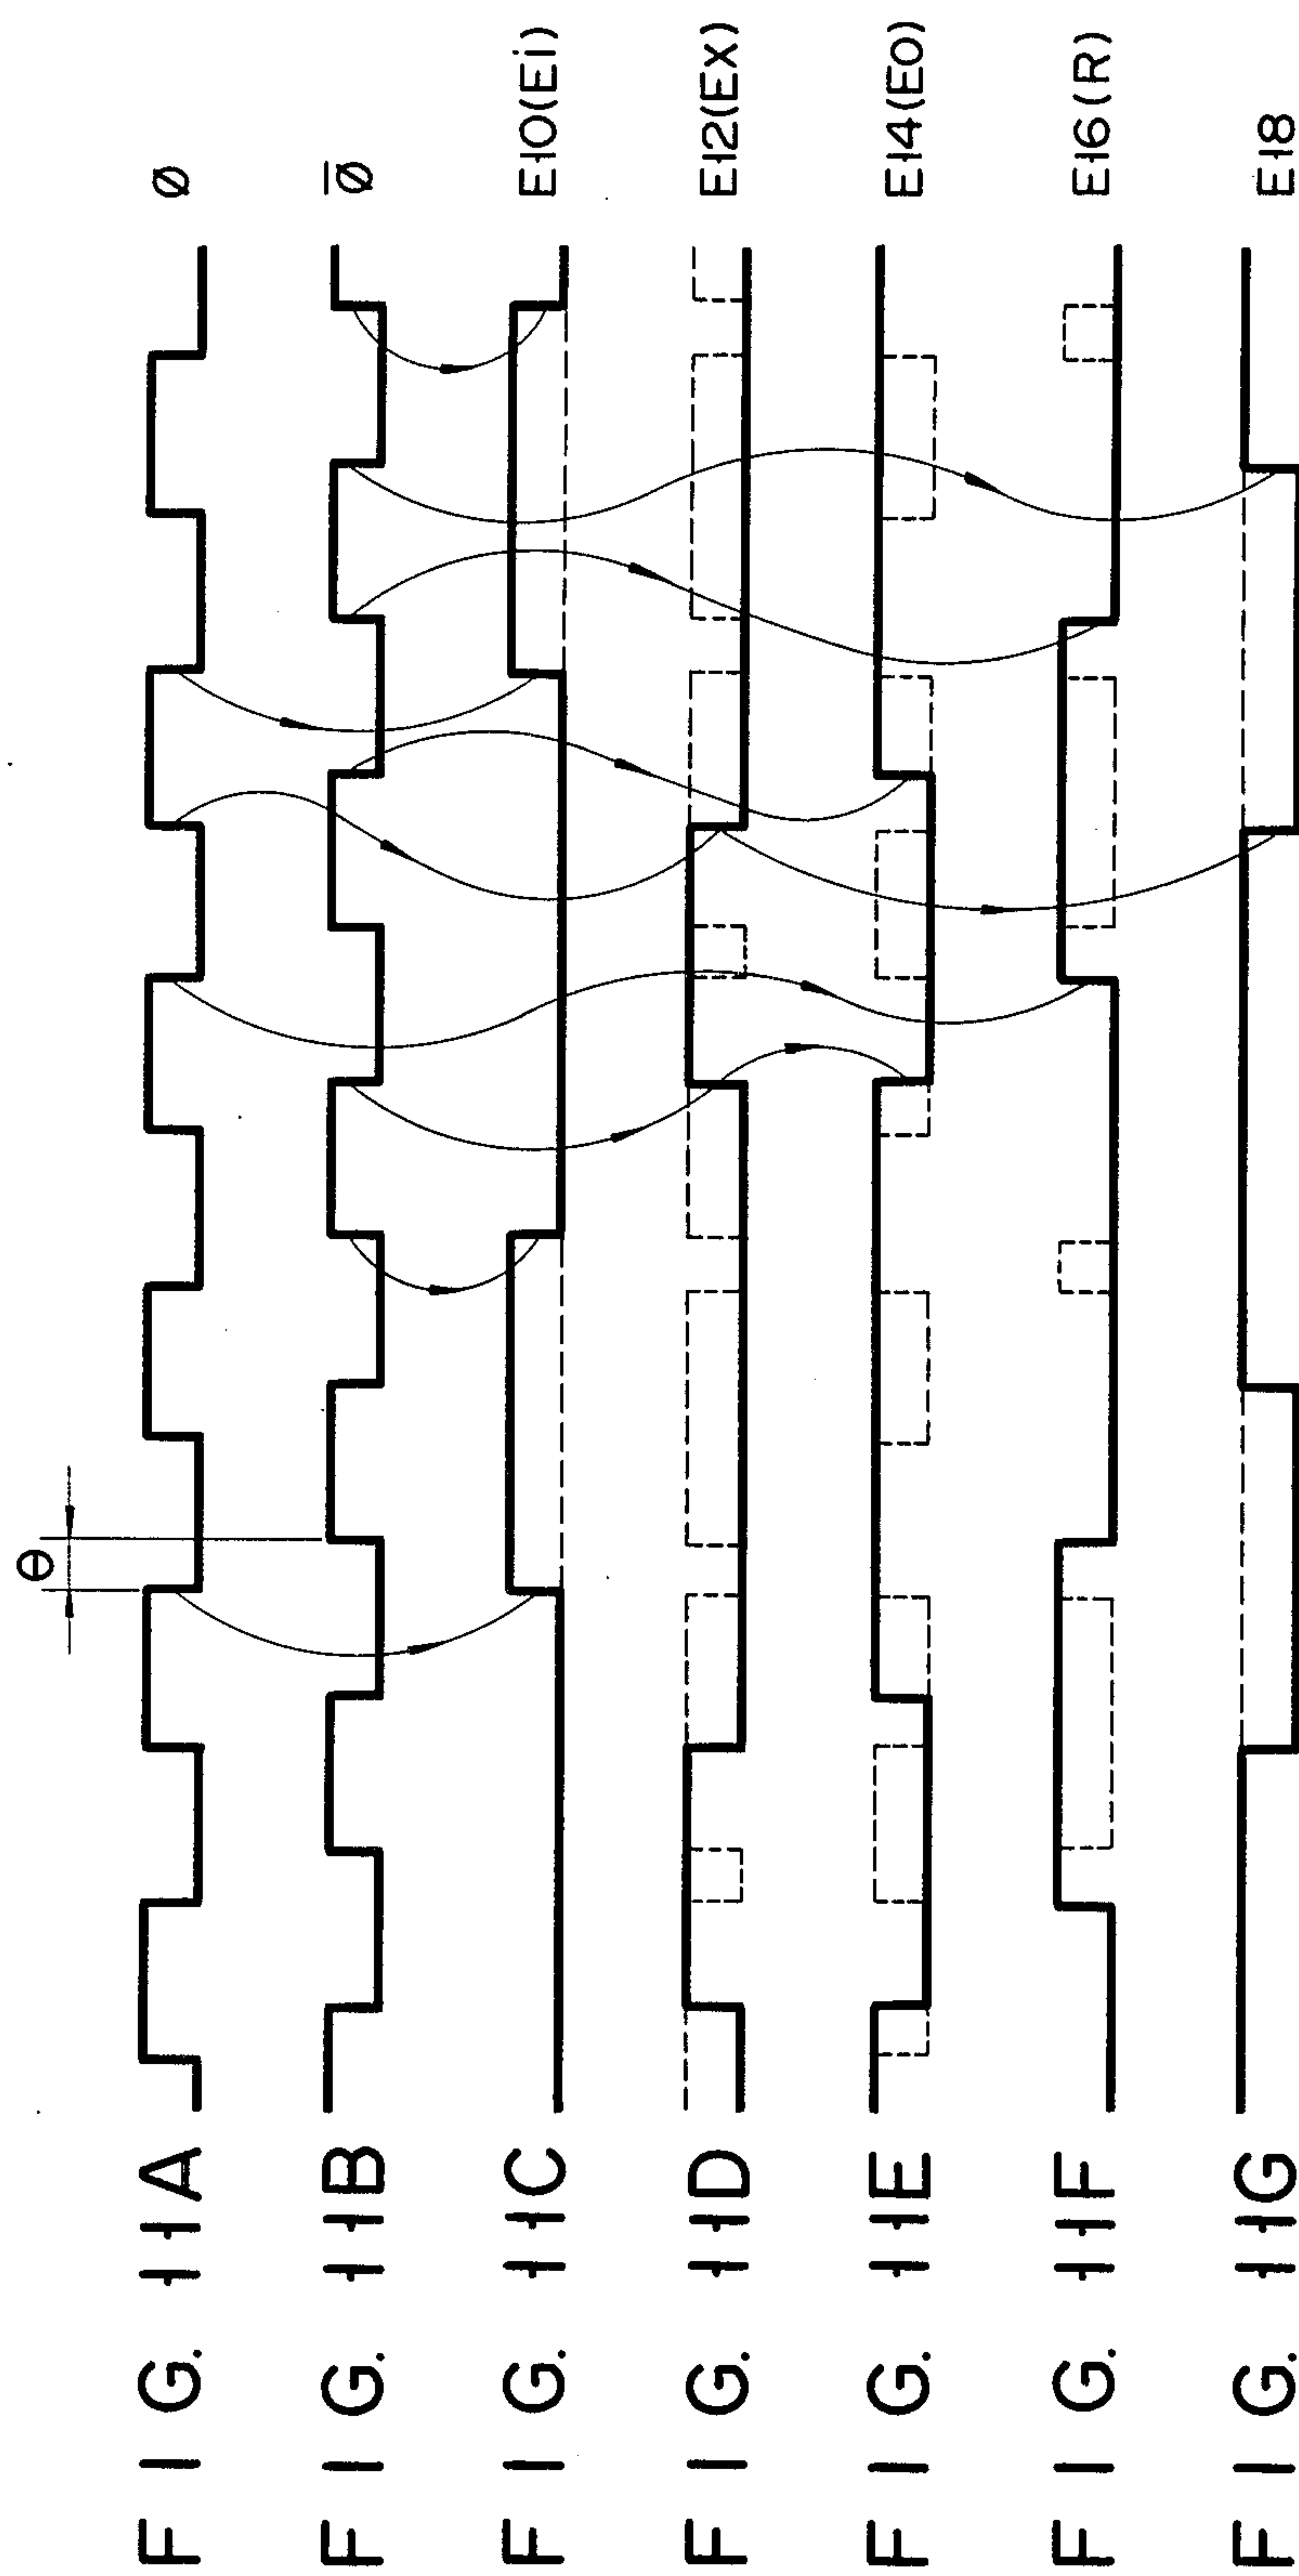 θ
FIG. 11A ø
FIG. 11B ø̅
FIG. 11C E10(Ei)
FIG. 11D E12(EX)
FIG. 11E E14(EO)
FIG. 11F E16(R)
FIG. 11G E18